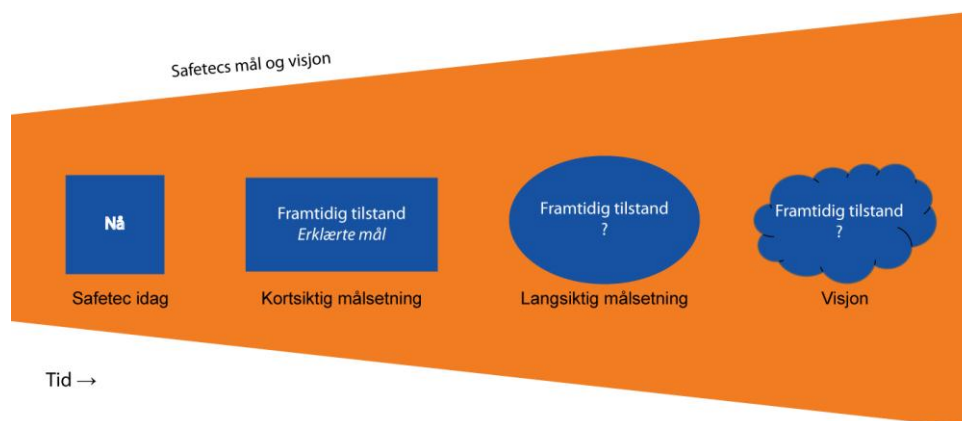 Safetecs mål og visjon
Nå
Framtidig tilstand
Erklærte mål
Framtidig tilstand
?
Framtidig tilstand
?
Safetec idag
Kortsiktig målsetning
Langsiktig målsetning
Visjon
Tid →